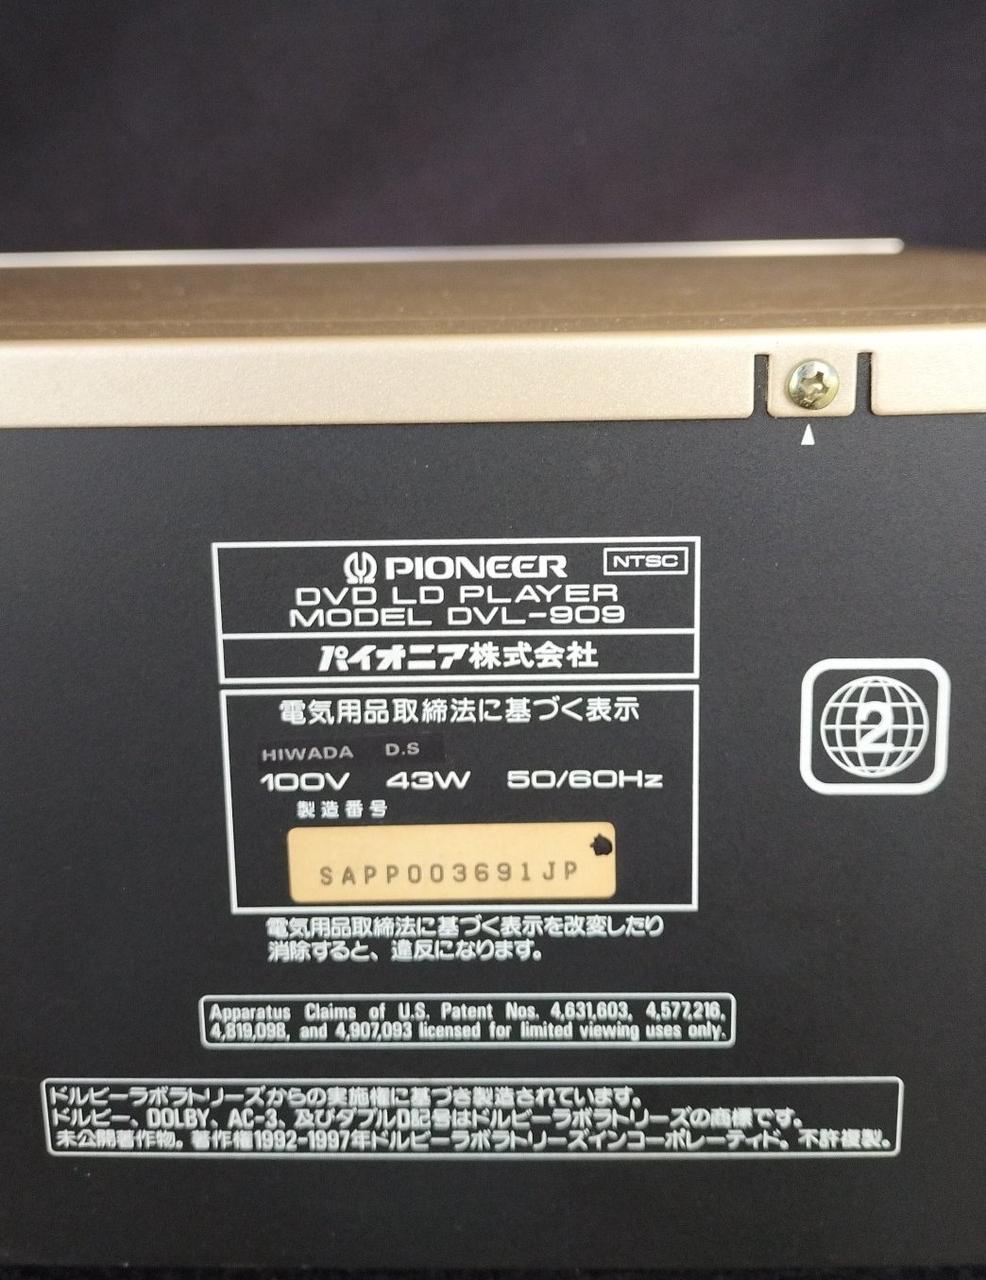 PIONEER NTSC
DVD LD PLAYER
MODEL DVL-909
パイオニア株式会社
電気用品取締法に基づく表示
HIWADA D.S
100V 43W 50/60Hz
製造番号
SAPP003691JP
2
電気用品取締法に基づく表示を改変したり
消除すると、違反になります。
Apparatus Claims of U.S. Patent Nos. 4,631,603, 4,577,216,
4,819,098, and 4,907,093 licensed for limited viewing uses only.
ドルビーラボラトリーズからの実施権に基づき製造されています。
ドルビー、DOLBY、AC-3、及びダブルD記号はドルビーラボラトリーズの商標です。
未公開著作物。著作権1992-1997年ドルビーラボラトリーズインコーポレーティド。不許複製。